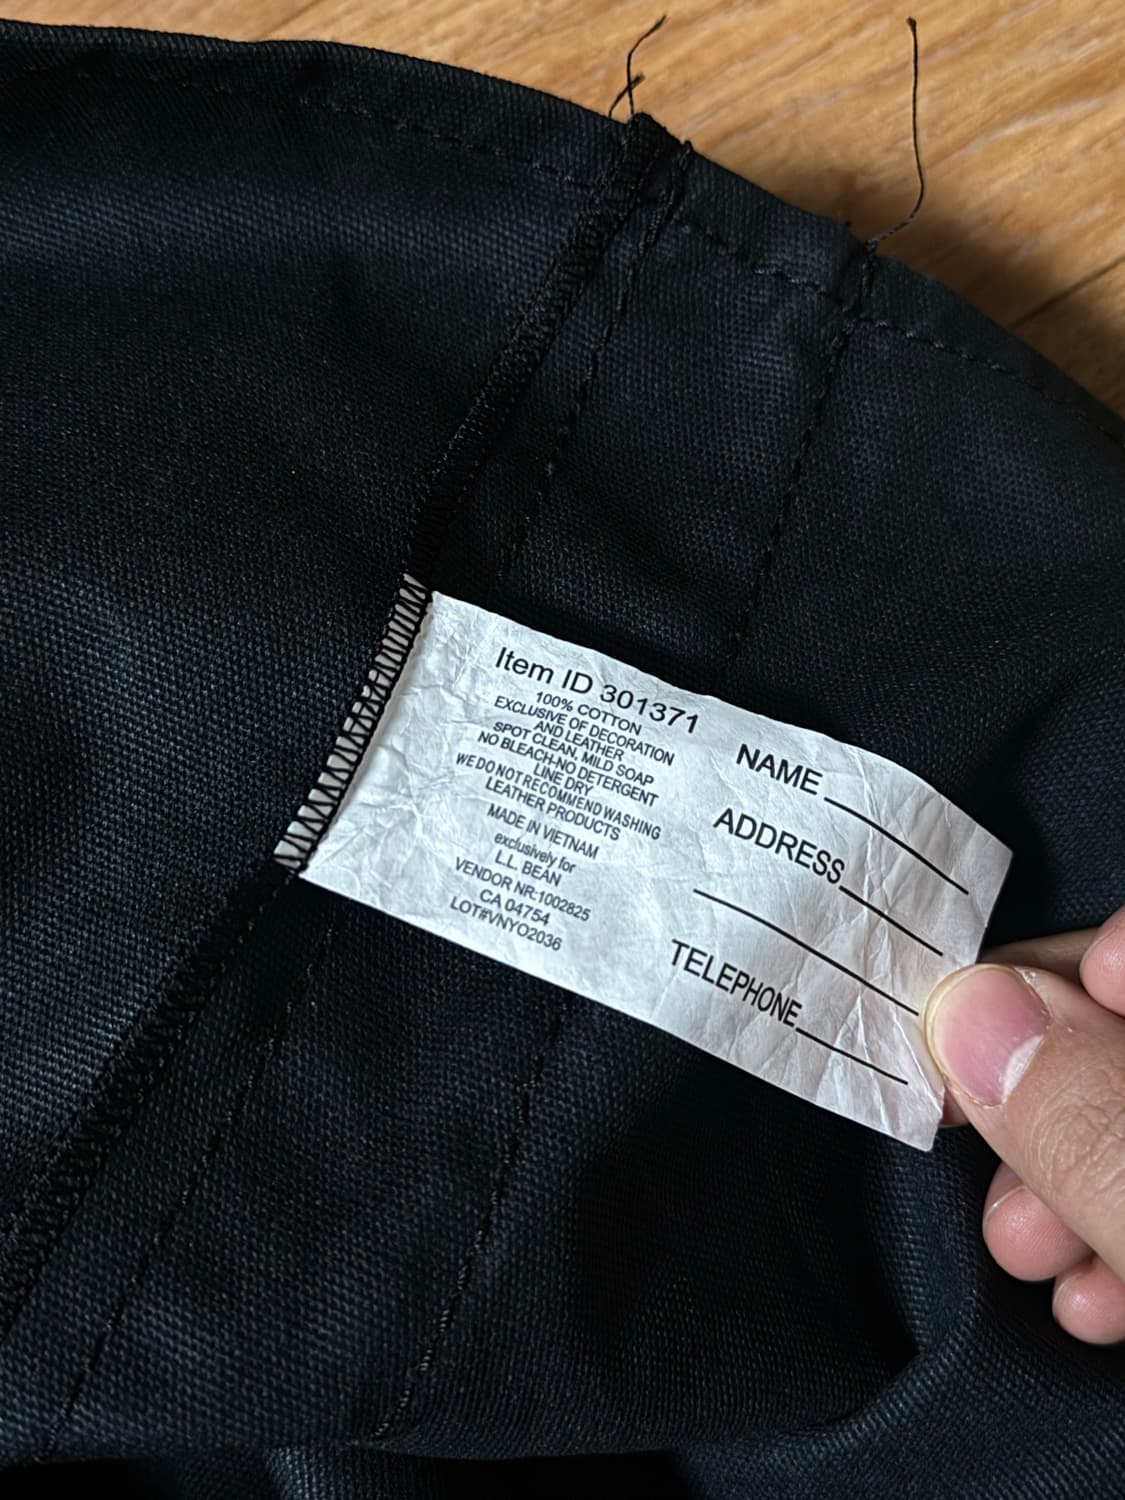 Item ID 301371
100% COTTON
EXCLUSIVE OF DECORATION
AND LEATHER
SPOT CLEAN, MILD SOAP
NO BLEACH-NO DETERGENT
LINE DRY
WE DO NOT RECOMMEND WASHING
LEATHER PRODUCTS
MADE IN VIETNAM
exclusively for
L.L. BEAN
VENDOR NR:1002825
CA 04754
LOT#VNYO2036
NAME
ADDRESS
TELEPHONE